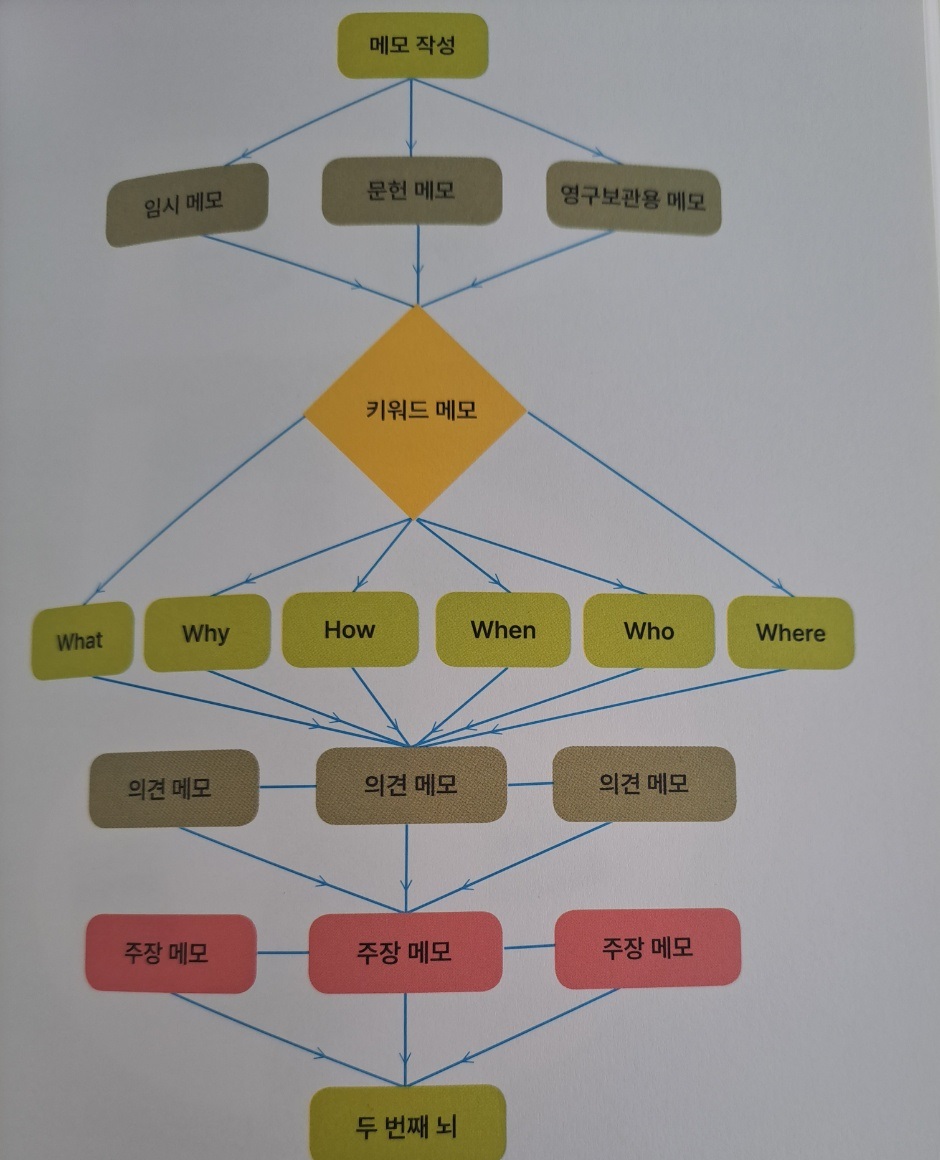 메모 작성
임시 메모
문헌 메모
영구보관용 메모
키워드 메모
What
Why
How
When
Who
Where
의견 메모
의견 메모
의견 메모
주장 메모
주장 메모
주장 메모
두 번째 뇌